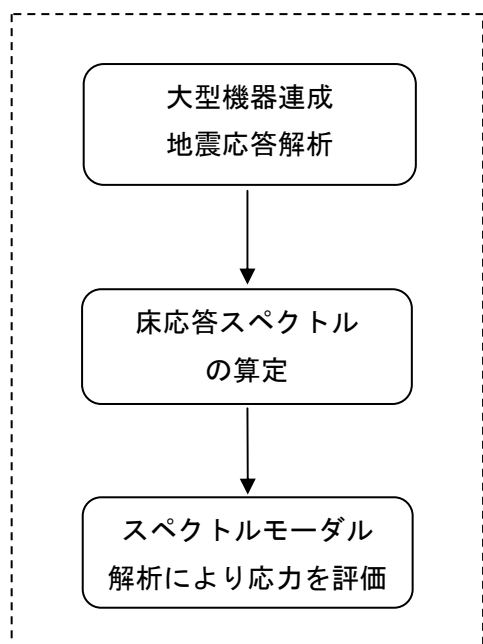 大型機器連成
地震応答解析
床応答スペクトル
の算定
スペクトルモーダル
解析により応力を評価